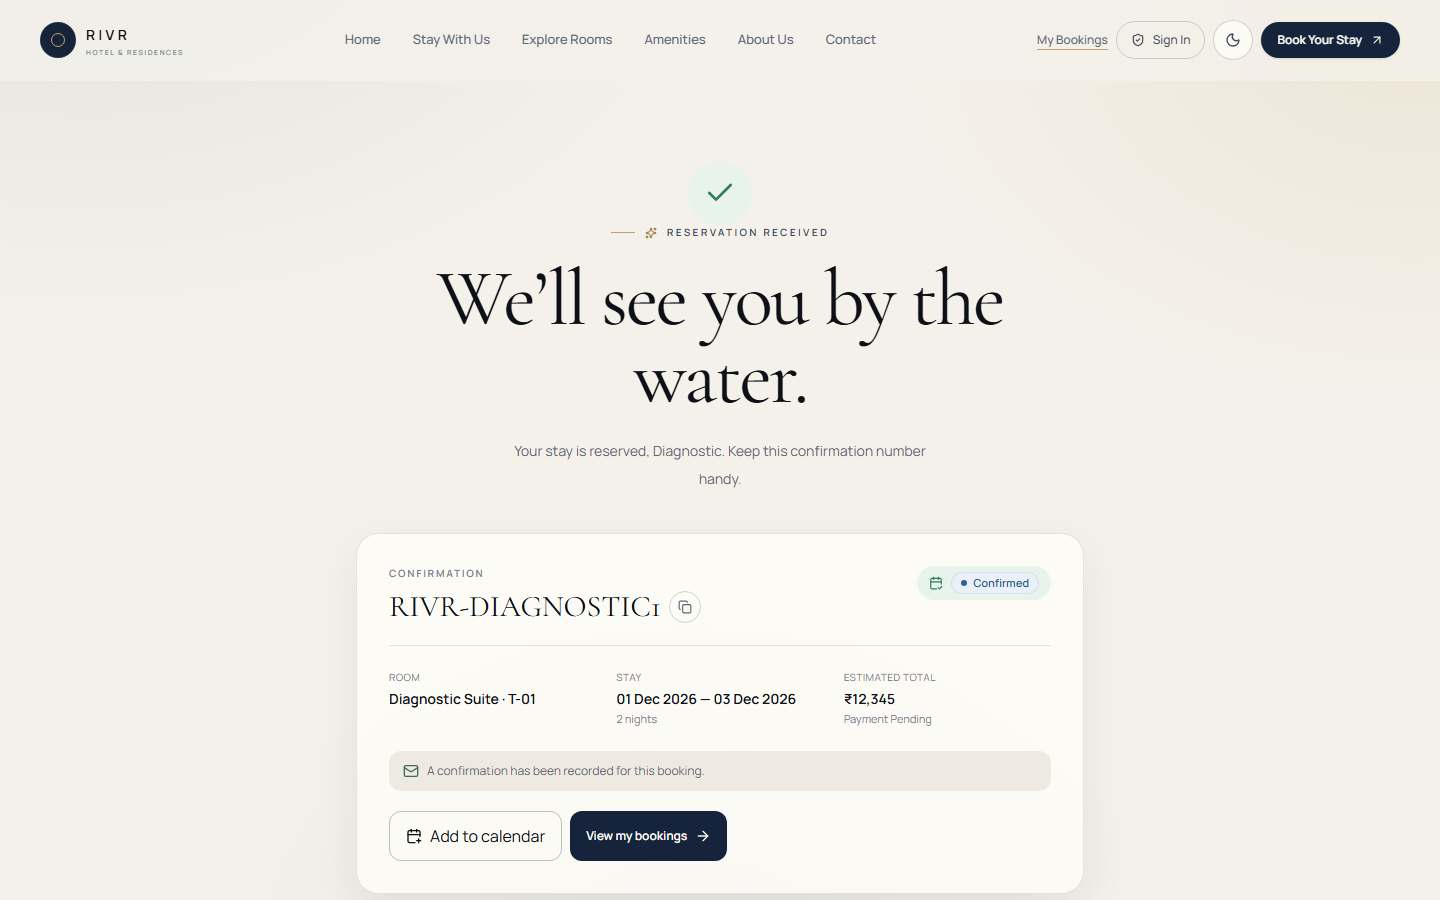 RIVR
HOTEL & RESIDENCES
Home
Stay With Us
Explore Rooms
Amenities
About Us
Contact
My Bookings
Sign In
Book Your Stay
RESERVATION RECEIVED
We’ll see you by the
water.
Your stay is reserved, Diagnostic. Keep this confirmation number
handy.
CONFIRMATION
RIVR-DIAGNOSTIC1
Confirmed
ROOM
Diagnostic Suite · T-01
STAY
01 Dec 2026 — 03 Dec 2026
2 nights
ESTIMATED TOTAL
₹12,345
Payment Pending
A confirmation has been recorded for this booking.
Add to calendar
View my bookings